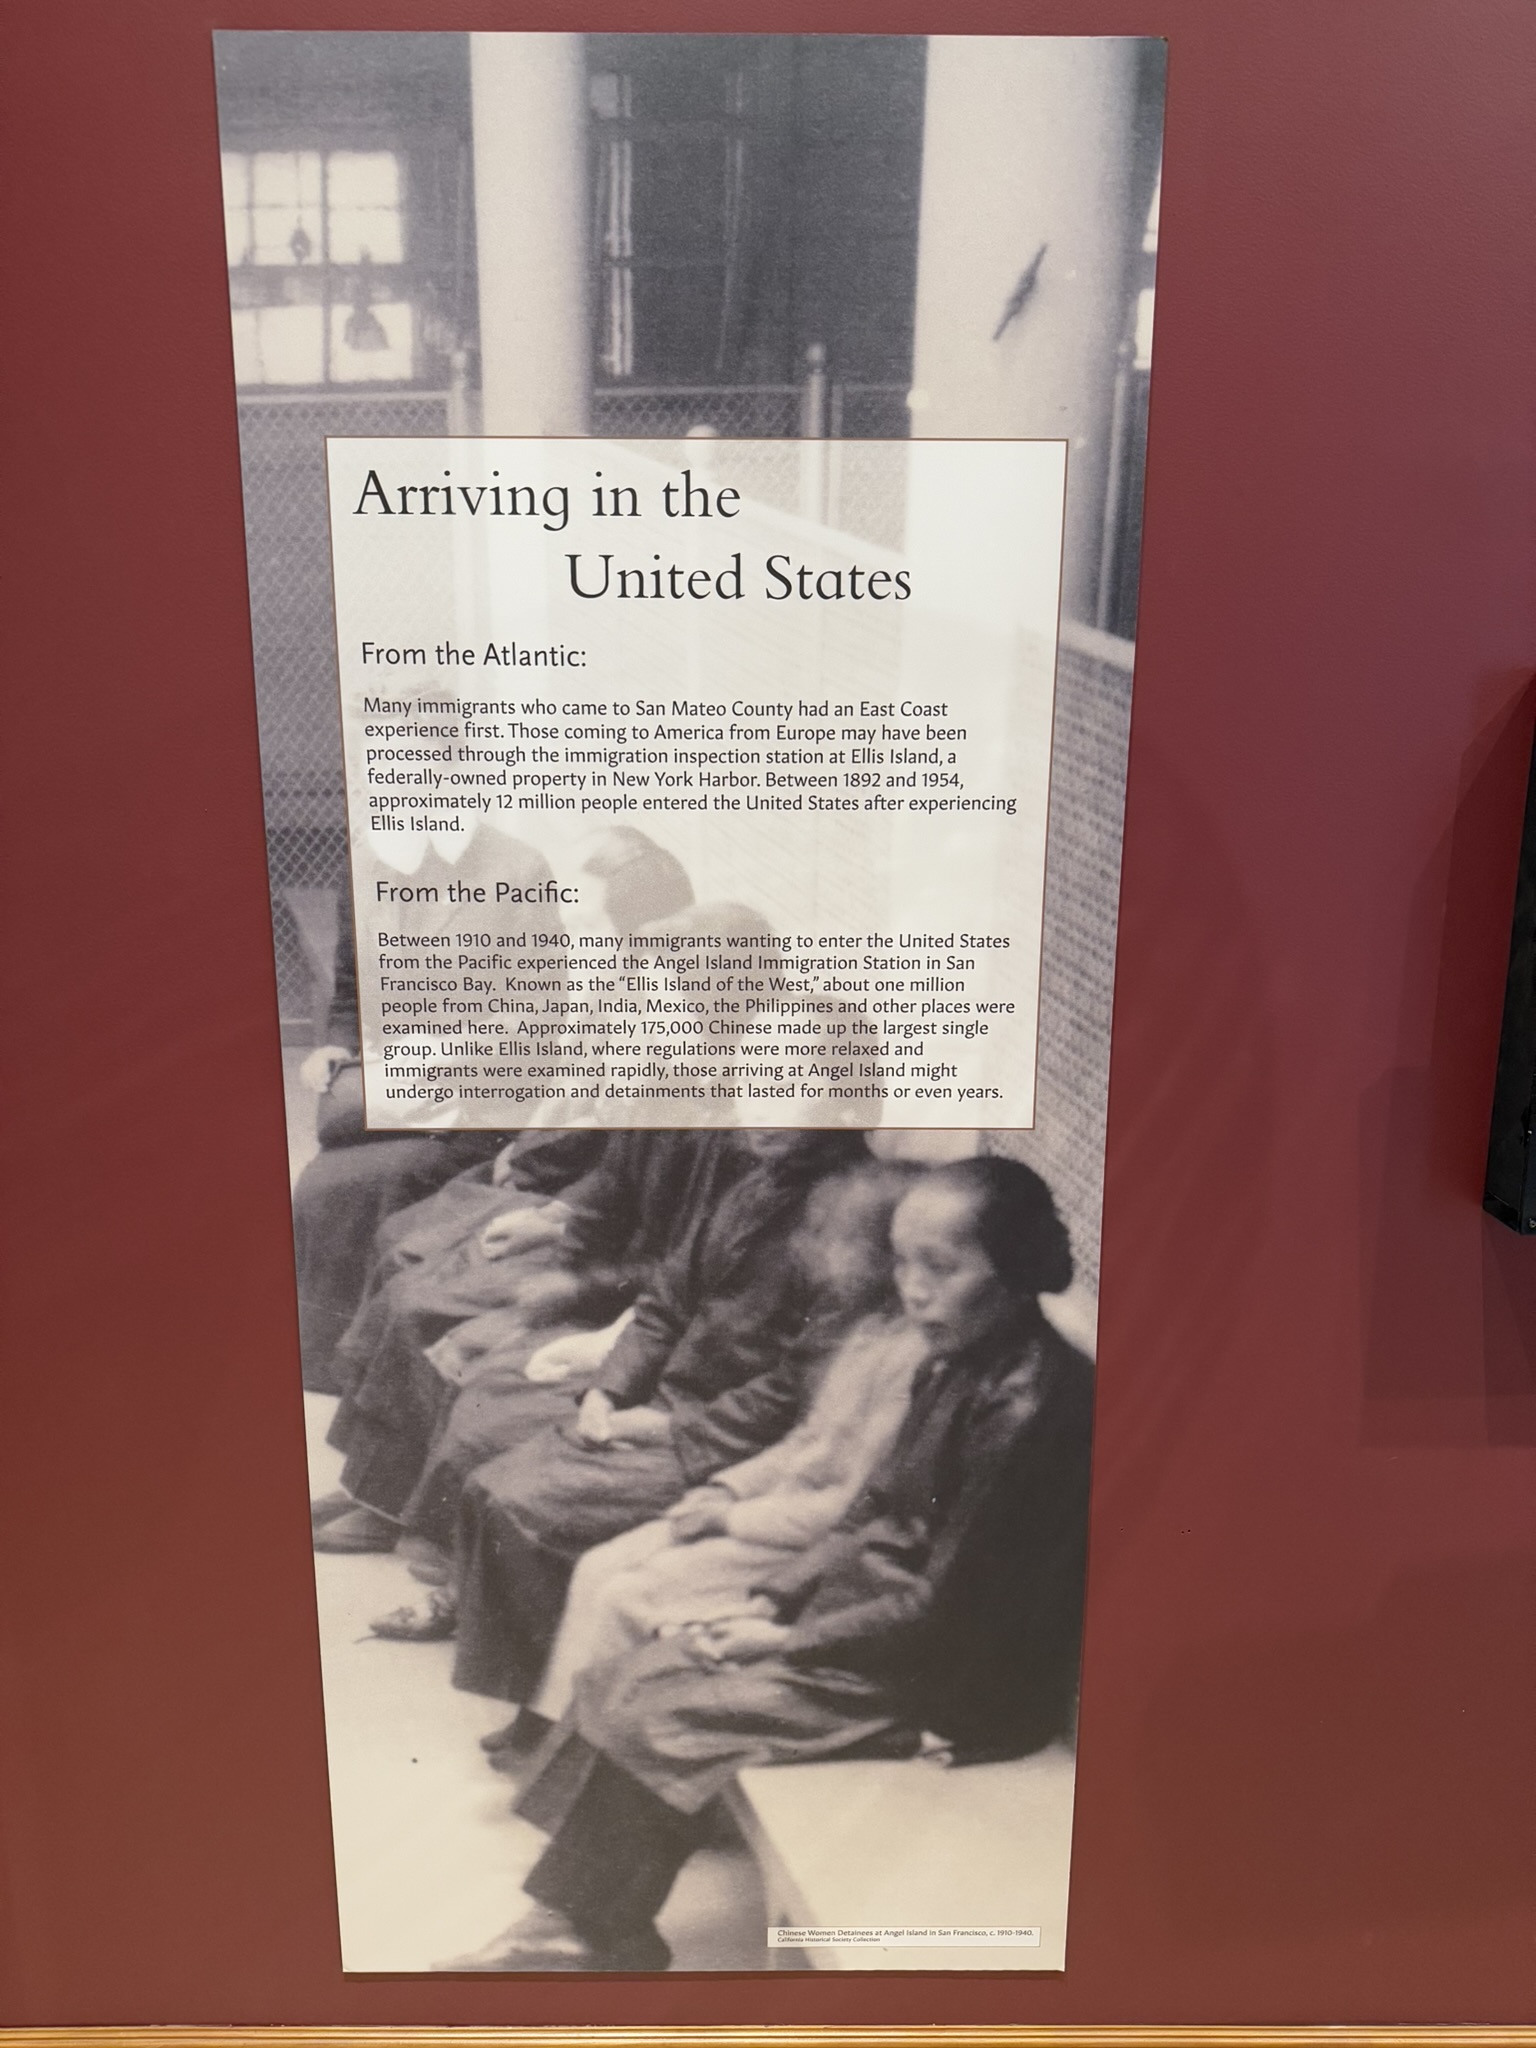 Arriving in the
United States
From the Atlantic:
Many immigrants who came to San Mateo County had an East Coast
experience first. Those coming to America from Europe may have been
processed through the immigration inspection station at Ellis Island, a
federally-owned property in New York Harbor. Between 1892 and 1954,
approximately 12 million people entered the United States after experiencing
Ellis Island.
From the Pacific:
Between 1910 and 1940, many immigrants wanting to enter the United States
from the Pacific experienced the Angel Island Immigration Station in San
Francisco Bay. Known as the “Ellis Island of the West,” about one million
people from China, Japan, India, Mexico, the Philippines and other places were
examined here. Approximately 175,000 Chinese made up the largest single
group. Unlike Ellis Island, where regulations were more relaxed and
immigrants were examined rapidly, those arriving at Angel Island might
undergo interrogation and detainments that lasted for months or even years.
Chinese Women Detainees at Angel Island in San Francisco, c. 1910-1940.
California Historical Society Collection